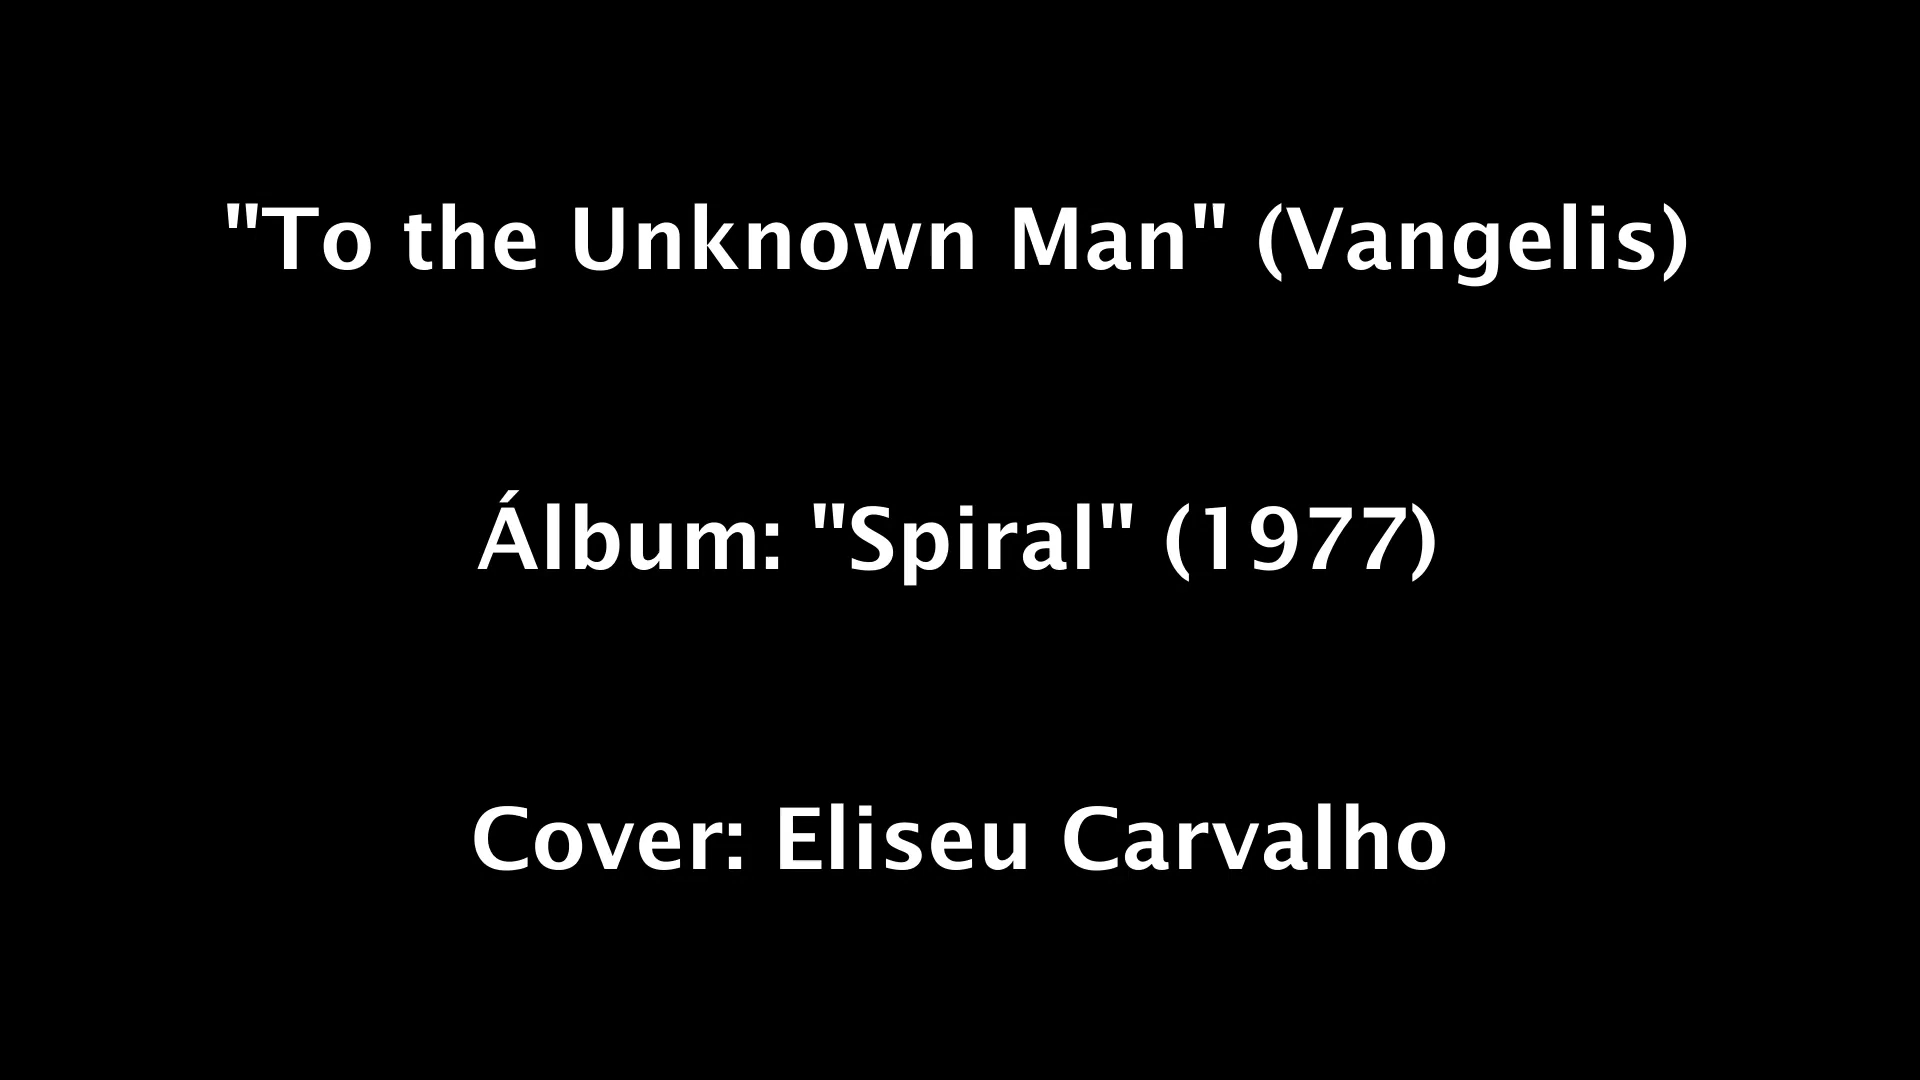 "To the Unknown Man" (Vangelis)
Álbum: "Spiral" (1977)
Cover: Eliseu Carvalho